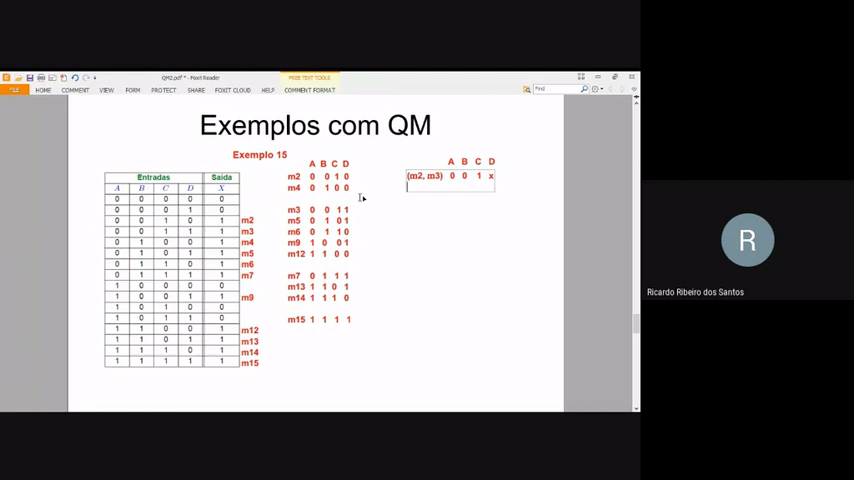 QM2.pdf * - Foxit Reader
FREE TEXT TOOLS
HOME COMMENT VIEW FORM PROTECT SHARE FOXIT CLOUD HELP COMMENT FORMAT
Find
Exemplos com QM
Exemplo 15
Entradas Saída
A B C D X
0 0 0 0 0
0 0 0 1 0
0 0 1 0 1 m2
0 0 1 1 1 m3
0 1 0 0 1 m4
0 1 0 1 1 m5
0 1 1 0 1 m6
0 1 1 1 1 m7
1 0 0 0 0
1 0 0 1 1 m9
1 0 1 0 0
1 0 1 1 0
1 1 0 0 1 m12
1 1 0 1 1 m13
1 1 1 0 1 m14
1 1 1 1 1 m15
A B C D
m2 0 0 1 0
m4 0 1 0 0
m3 0 0 1 1
m5 0 1 0 1
m6 0 1 1 0
m9 1 0 0 1
m12 1 1 0 0
m7 0 1 1 1
m13 1 1 0 1
m14 1 1 1 0
m15 1 1 1 1
A B C D
(m2, m3) 0 0 1 x
R
Ricardo Ribeiro dos Santos